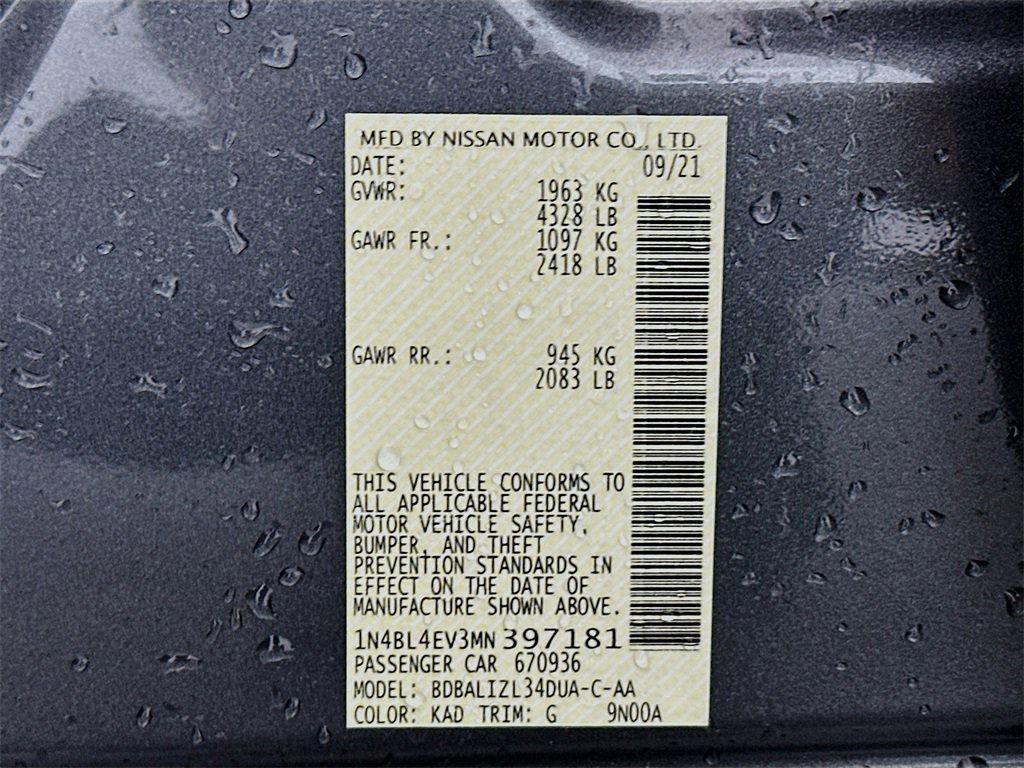 MFD BY NISSAN MOTOR CO., LTD.
DATE: 09/21
GVWR: 1963 KG
4328 LB
GAWR FR.: 1097 KG
2418 LB
GAWR RR.: 945 KG
2083 LB
THIS VEHICLE CONFORMS TO
ALL APPLICABLE FEDERAL
MOTOR VEHICLE SAFETY,
BUMPER, AND THEFT
PREVENTION STANDARDS IN
EFFECT ON THE DATE OF
MANUFACTURE SHOWN ABOVE.
1N4BL4EV3MN397181
PASSENGER CAR 670936
MODEL: BDBALIZL34DUA-C-AA
COLOR: KAD TRIM: G 9N00A